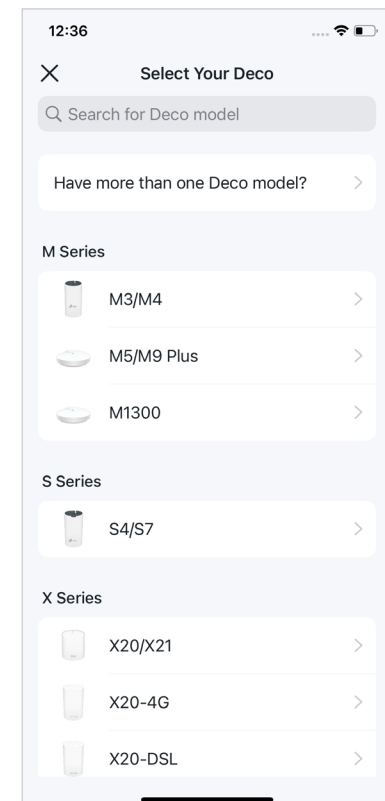 12:36
Select Your Deco
Search for Deco model
Have more than one Deco model?
M Series
M3/M4
M5/M9 Plus
M1300
S Series
S4/S7
X Series
X20/X21
X20-4G
X20-DSL